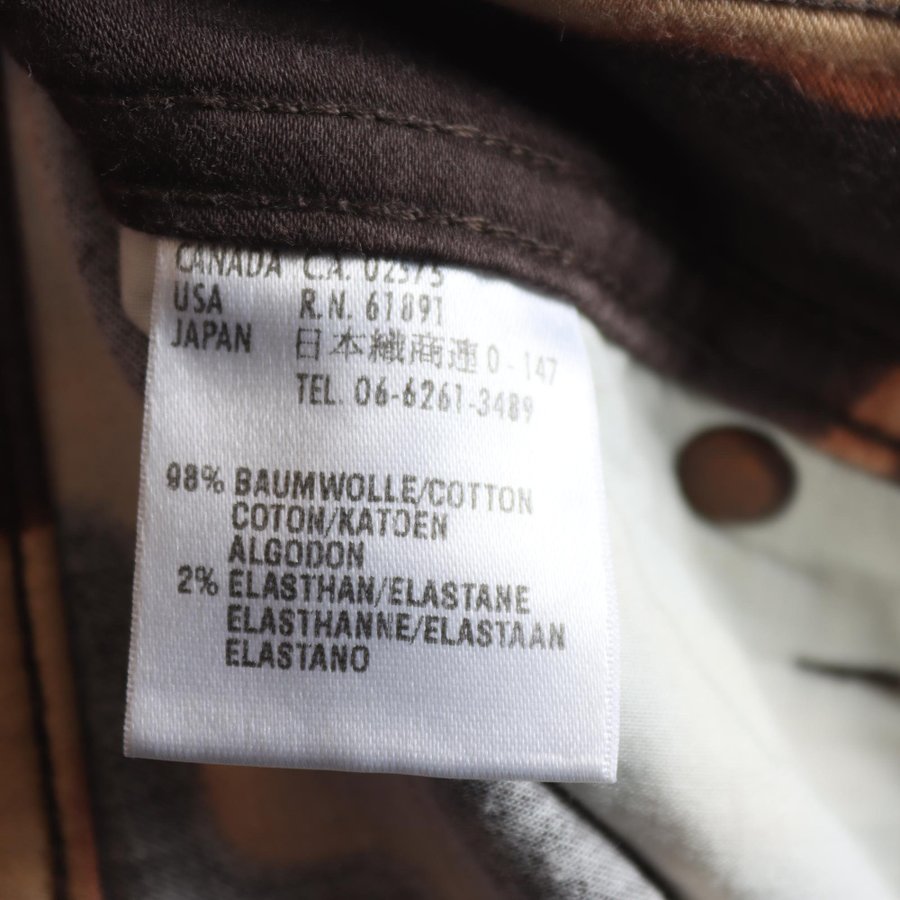 CANADA C.A. 02575
USA R.N. 61891
JAPAN 日本織商連 0-147
TEL. 06-6261-3489
98% BAUMWOLLE/COTTON
COTON/KATOEN
ALGODON
2% ELASTHAN/ELASTANE
ELASTHANNE/ELASTAAN
ELASTANO